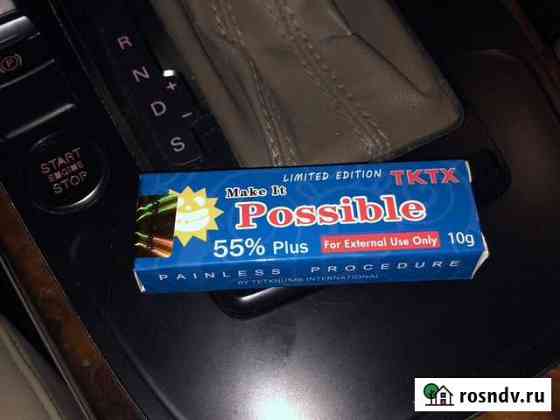 (P)
R
N
D
S
+
-
START
ENGINE
STOP
LIMITED EDITION TKTX
Make It
Possible
55% Plus For External Use Only 10g
PAINLESS PROCEDURE
rosndv.ru